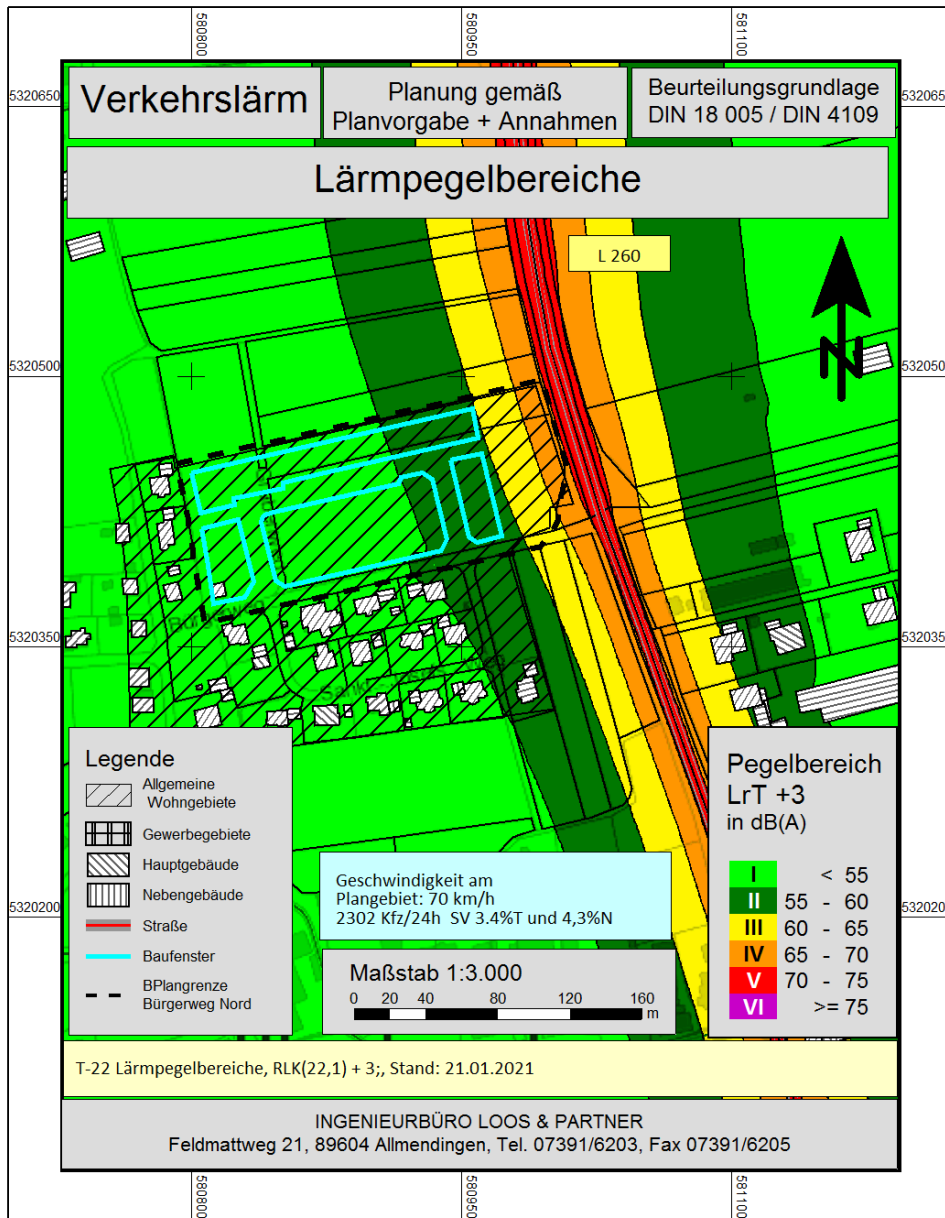 580800
580950
581100
5320650
532065
Verkehrslärm
Planung gemäß
Planvorgabe + Annahmen
Beurteilungsgrundlage
DIN 18 005 / DIN 4109
Lärmpegelbereiche
L 260
N
5320500
532050
5320350
532035
Bürgerweg
Legende
Allgemeine
Wohngebiete
Gewerbegebiete
Hauptgebäude
Nebengebäude
Straße
Baufenster
BPlangrenze
Bürgerweg Nord
Geschwindigkeit am
Plangebiet: 70 km/h
2302 Kfz/24h SV 3.4%T und 4,3%N
Maßstab 1:3.000
0 20 40 80 120 160
m
Pegelbereich
LrT +3
in dB(A)
I < 55
II 55 - 60
III 60 - 65
IV 65 - 70
V 70 - 75
VI >= 75
5320200
532020
T-22 Lärmpegelbereiche, RLK(22,1) + 3;, Stand: 21.01.2021
INGENIEURBÜRO LOOS & PARTNER
Feldmattweg 21, 89604 Allmendingen, Tel. 07391/6203, Fax 07391/6205
580800
580950
581100